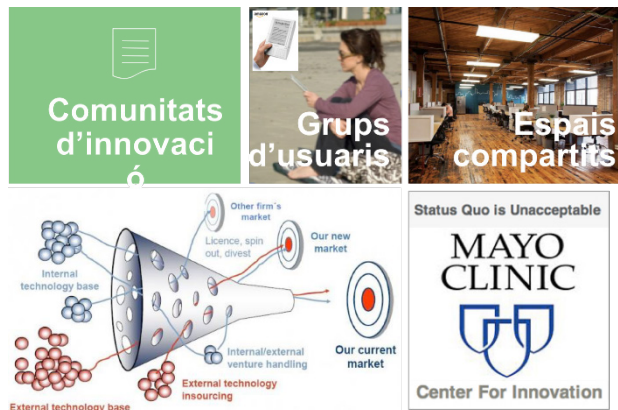 Comunitats
d’innovaci
ó
amazon
Grups
d’usuaris
Espais
compartits
Other firm´s
market
Licence, spin
out, divest
Our new
market
Internal
technology base
Internal/external
venture handling
Our current
market
External technology
insourcing
External technology base
Status Quo is Unacceptable
MAYO
CLINIC
Center For Innovation